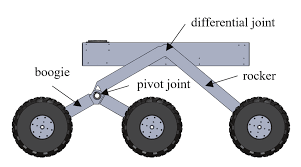 differential joint
boogie
rocker
pivot joint